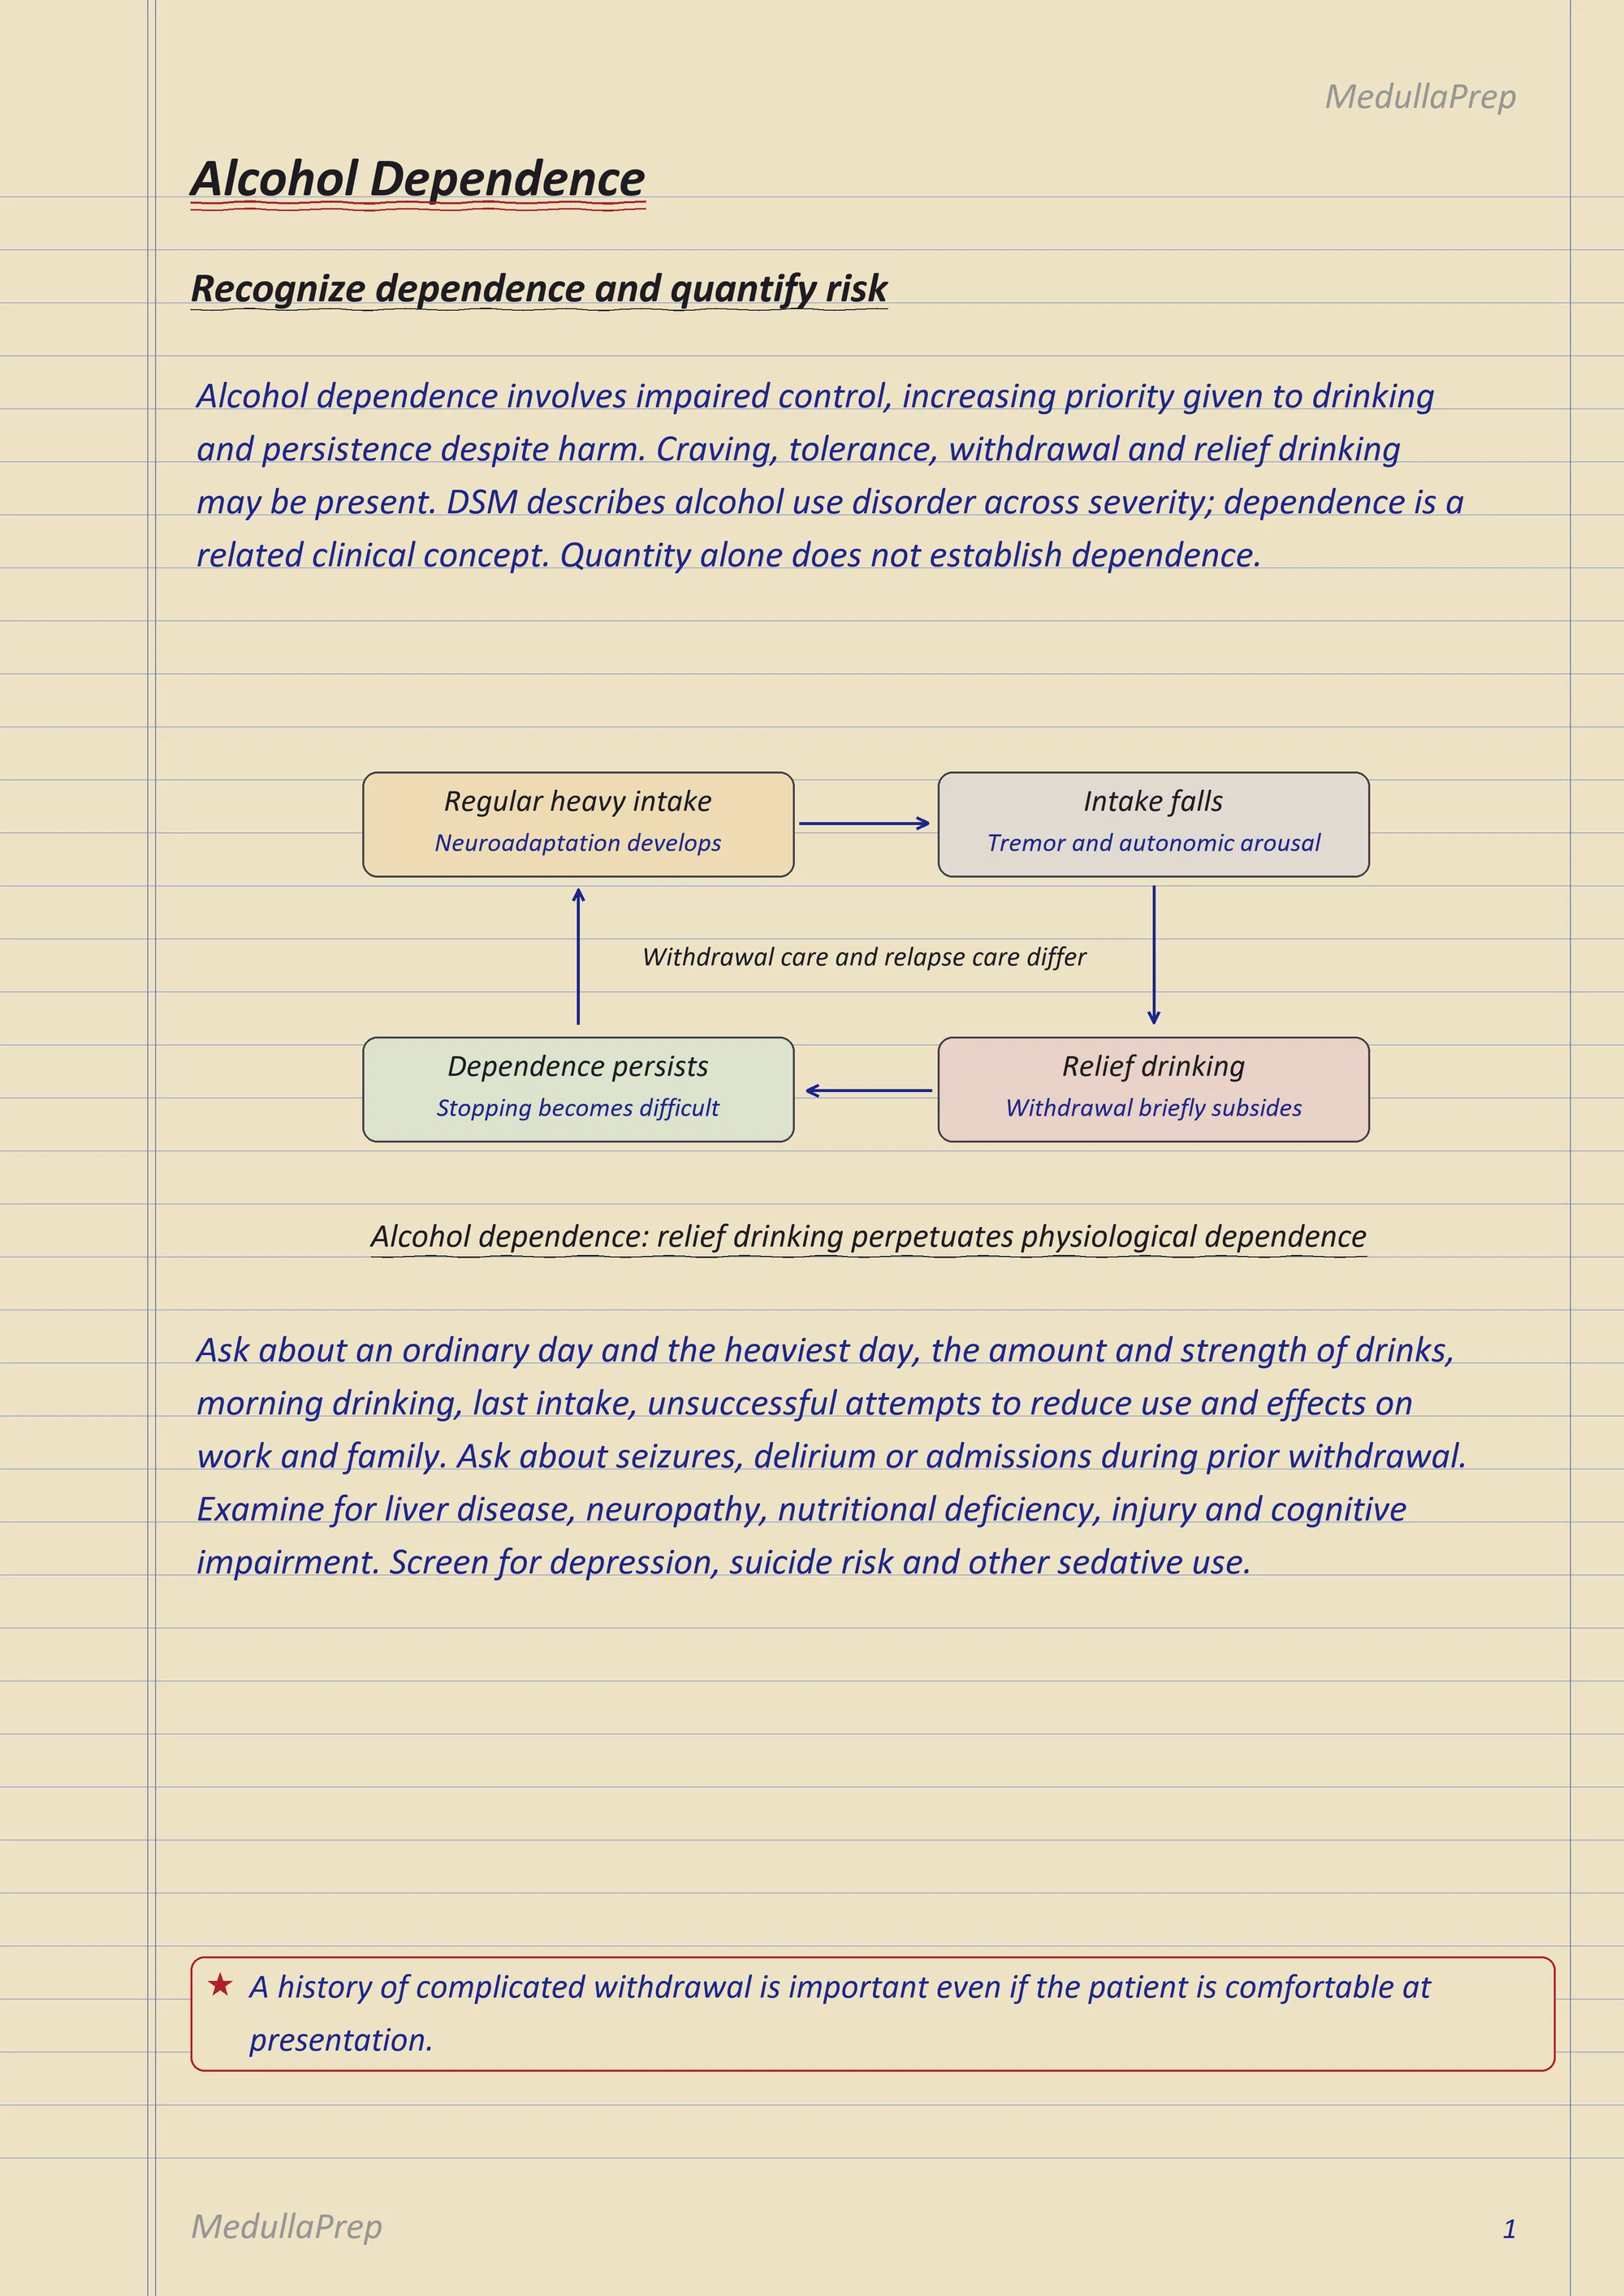 MedullaPrep
Alcohol Dependence
Recognize dependence and quantify risk
Alcohol dependence involves impaired control, increasing priority given to drinking
and persistence despite harm. Craving, tolerance, withdrawal and relief drinking
may be present. DSM describes alcohol use disorder across severity; dependence is a
related clinical concept. Quantity alone does not establish dependence.
Regular heavy intake
Neuroadaptation develops
Intake falls
Tremor and autonomic arousal
Withdrawal care and relapse care differ
Dependence persists
Stopping becomes difficult
Relief drinking
Withdrawal briefly subsides
Alcohol dependence: relief drinking perpetuates physiological dependence
Ask about an ordinary day and the heaviest day, the amount and strength of drinks,
morning drinking, last intake, unsuccessful attempts to reduce use and effects on
work and family. Ask about seizures, delirium or admissions during prior withdrawal.
Examine for liver disease, neuropathy, nutritional deficiency, injury and cognitive
impairment. Screen for depression, suicide risk and other sedative use.
★ A history of complicated withdrawal is important even if the patient is comfortable at
presentation.
MedullaPrep
1